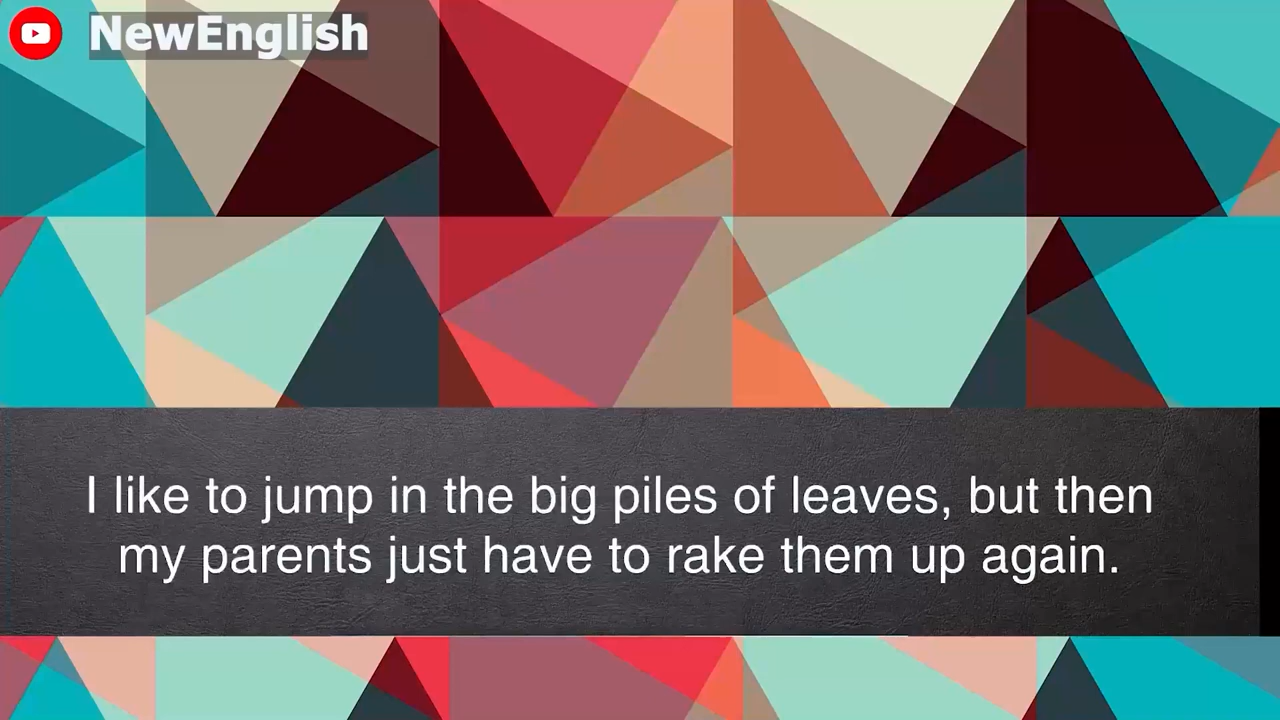 NewEnglish
I like to jump in the big piles of leaves, but then
my parents just have to rake them up again.